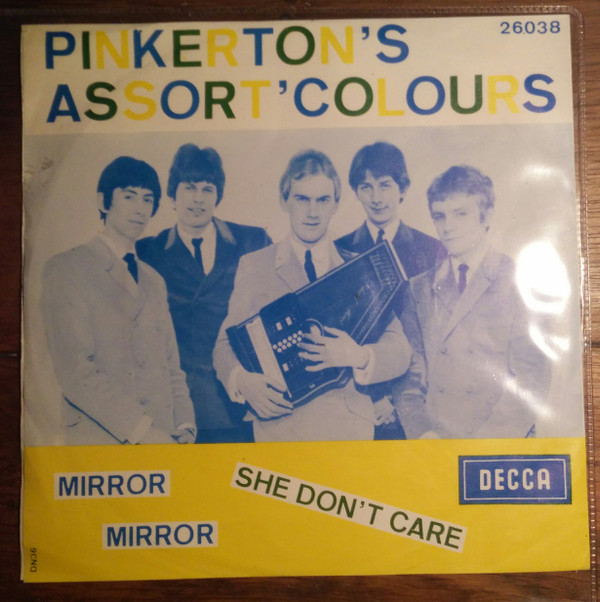 26038
PINKERTON'S
ASSORT'COLOURS
MIRROR
MIRROR
SHE DON'T CARE
DECCA